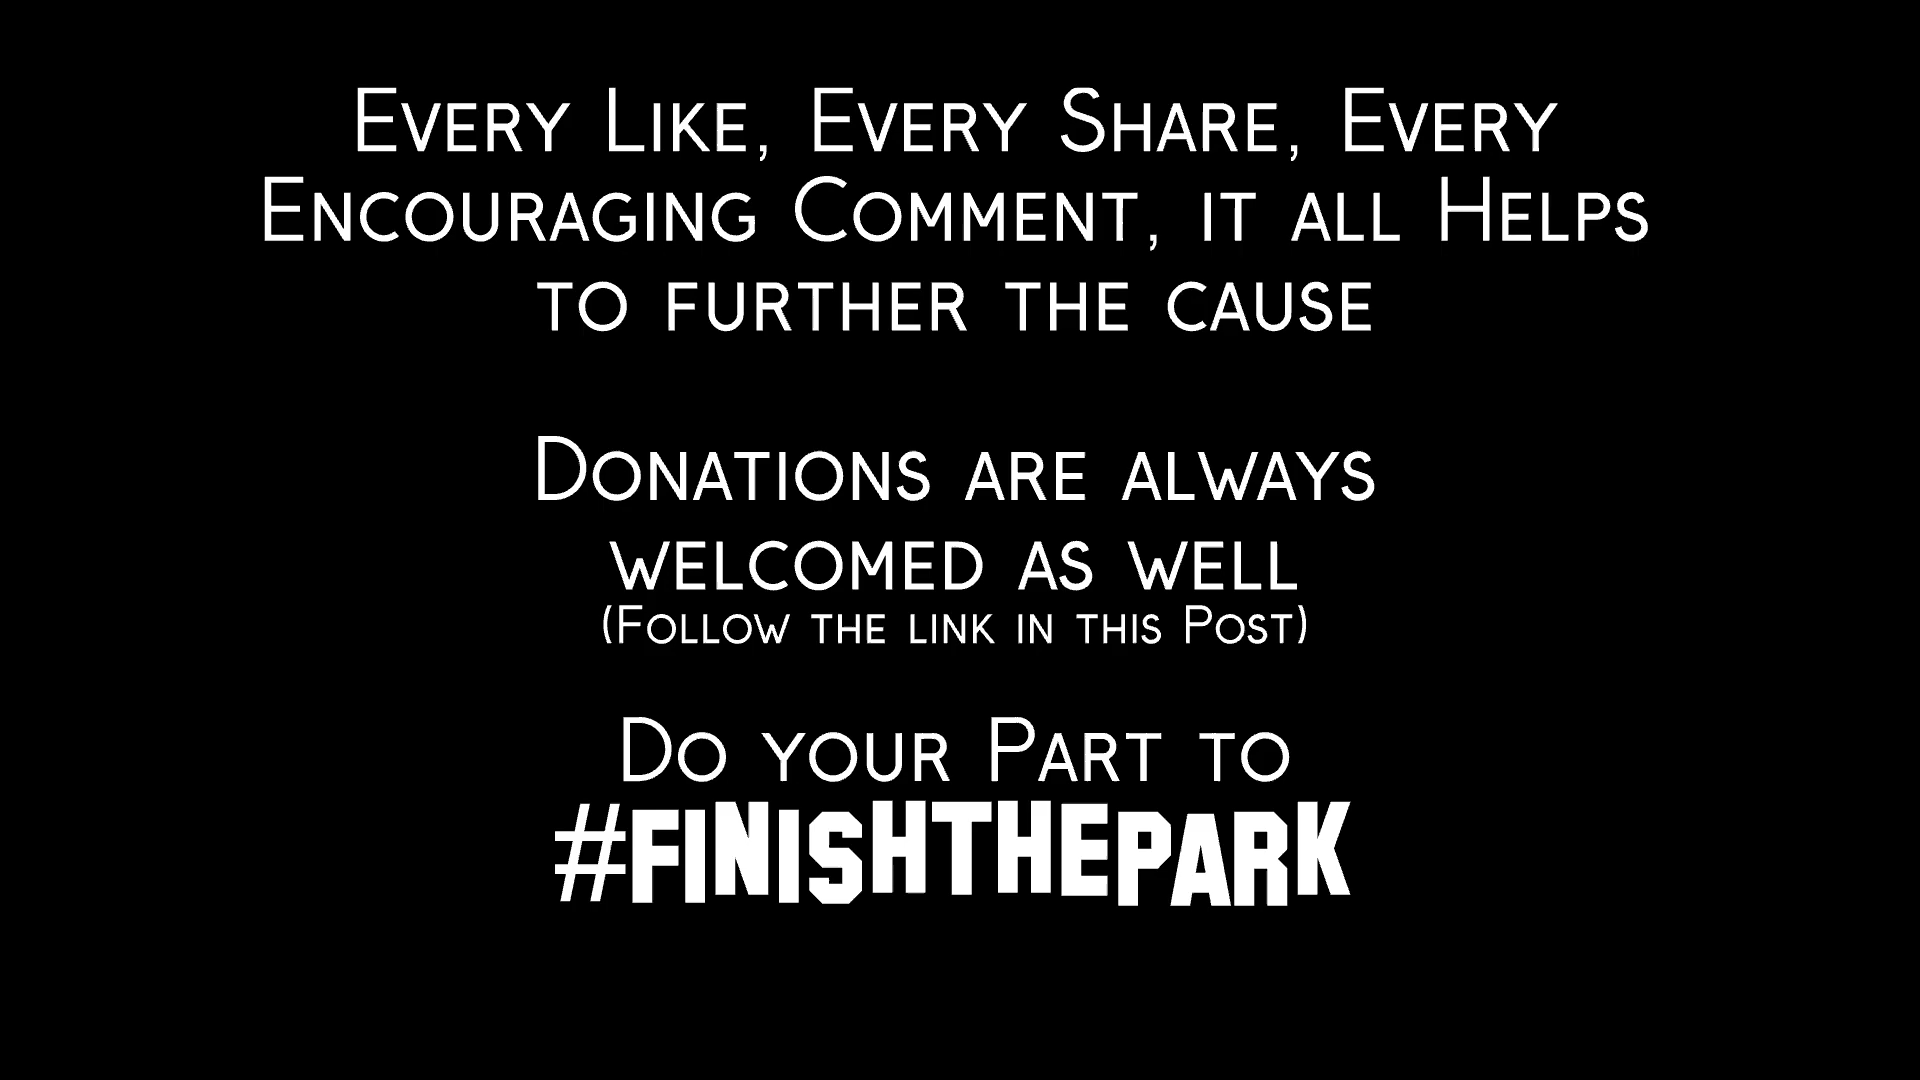 Every Like, Every Share, Every
Encouraging Comment, it all Helps
to further the cause
Donations are always
welcomed as well
(Follow the link in this Post)
Do your Part to
#FINISHTHEPARK